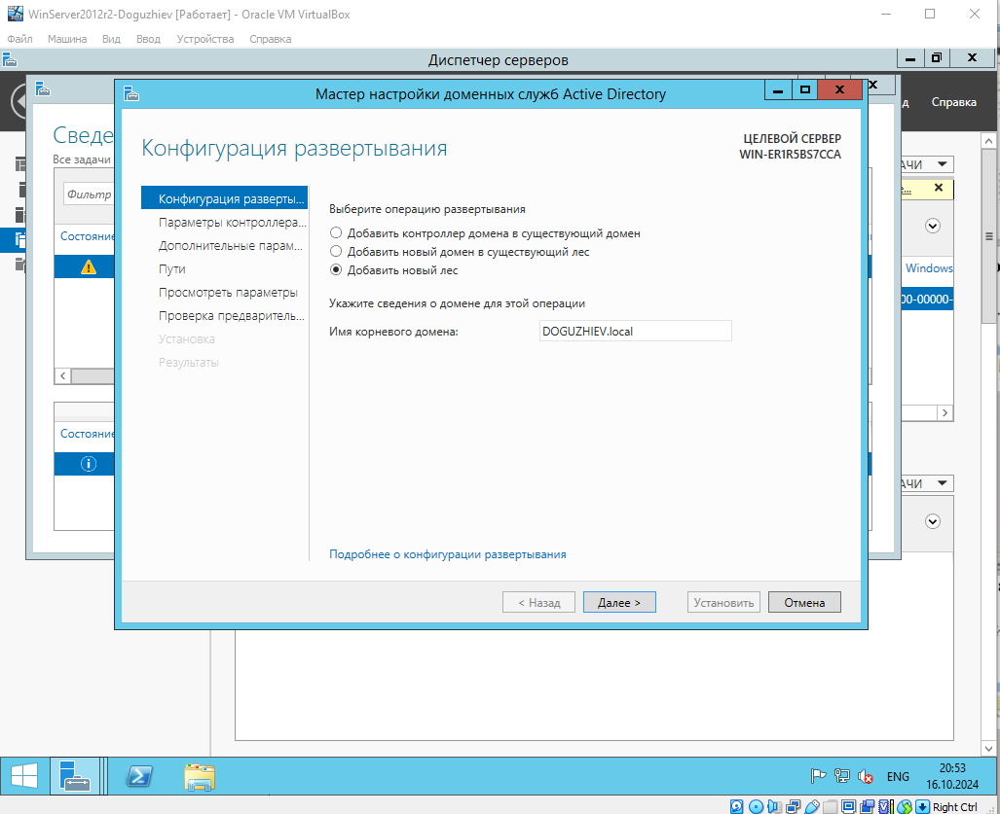 WinServer2012r2-Doguzhiev [Работает] - Oracle VM VirtualBox
Файл Машина Вид Ввод Устройства Справка
Диспетчер серверов
Справка
Мастер настройки доменных служб Active Directory
Сведе
Все задачи
Фильтр
Состояние
Состояние
АЧИ
Windows
00-00000-
АЧИ
Конфигурация развертывания
ЦЕЛЕВОЙ СЕРВЕР
WIN-ER1R5BS7CCA
Конфигурация разверты...
Параметры контроллера...
Дополнительные парам...
Пути
Просмотреть параметры
Проверка предваритель...
Установка
Результаты
Выберите операцию развертывания
Добавить контроллер домена в существующий домен
Добавить новый домен в существующий лес
Добавить новый лес
Укажите сведения о домене для этой операции
Имя корневого домена: DOGUZHIEV.local
Подробнее о конфигурации развертывания
< Назад Далее > Установить Отмена
ENG
20:53
16.10.2024
Right Ctrl